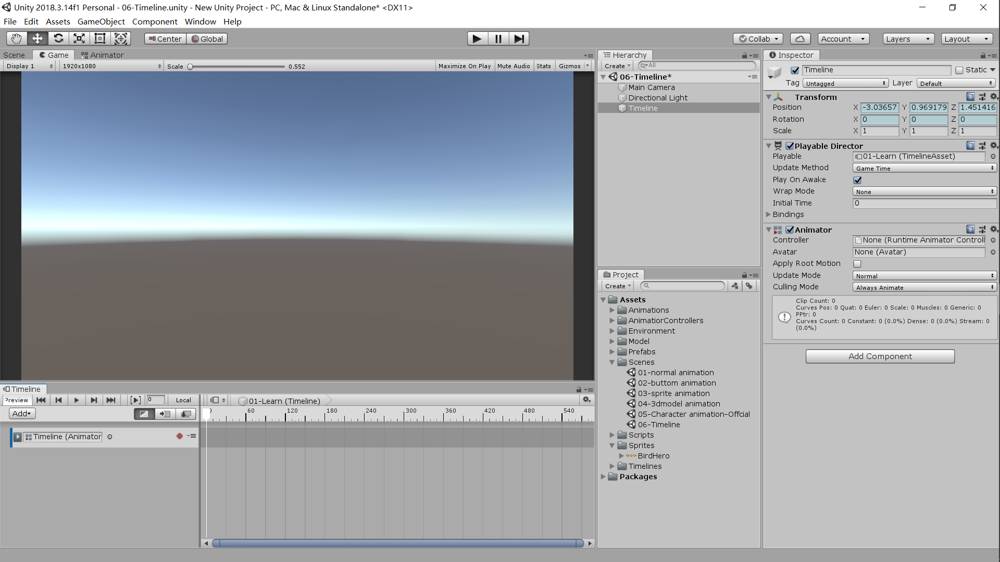 Unity 2018.3.14f1 Personal - 06-Timeline.unity - New Unity Project - PC, Mac & Linux Standalone* <DX11>
File Edit Assets GameObject Component Window Help
Center Global Collab Account Layers Layout
Scene Game Animator
Display 1 1920x1080 Scale 0.552 Maximize On Play Mute Audio Stats Gizmos
Hierarchy
Create All
06-Timeline*
Main Camera
Directional Light
Timeline
Project
Create
Assets
Animations
AnimatiorControllers
Environment
Model
Prefabs
Scenes
01-normal animation
02-buttom animation
03-sprite animation
04-3dmodel animation
05-Character animation-Offcial
06-Timeline
Scripts
Sprites
BirdHero
Timelines
Packages
Inspector
Timeline Static
Tag Untagged Layer Default
Transform
Position X -3.03657 Y 0.969179 Z 1.451416
Rotation X 0 Y 0 Z 0
Scale X 1 Y 1 Z 1
Playable Director
Playable 01-Learn (TimelineAsset)
Update Method Game Time
Play On Awake
Wrap Mode None
Initial Time 0
Bindings
Animator
Controller None (Runtime Animator Controll
Avatar None (Avatar)
Apply Root Motion
Update Mode Normal
Culling Mode Always Animate
Clip Count: 0
Curves Pos: 0 Quat: 0 Euler: 0 Scale: 0 Muscles: 0 Generic: 0
PPtr: 0
Curves Count: 0 Constant: 0 (0.0%) Dense: 0 (0.0%) Stream: 0
(0.0%)
Add Component
Timeline
Preview 0 Local 01-Learn (Timeline)
Add 0 60 120 180 240 300 360 420 480 540
Timeline (Animator